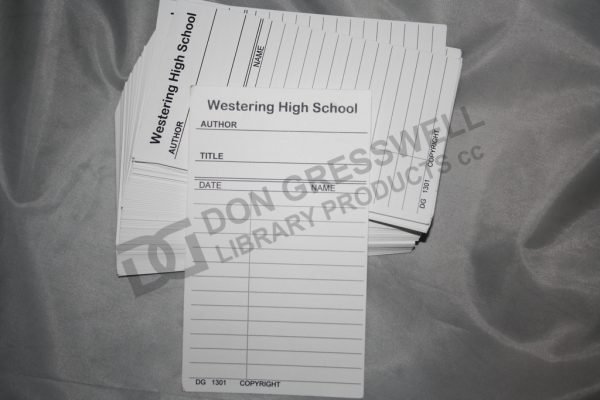 Westering High School
AUTHOR
NAME
DG 1301 COPYRIGHT
Westering High School
AUTHOR
TITLE
DATE NAME
DG 1301 COPYRIGHT
DG DON GRESSWELL
LIBRARY PRODUCTS cc